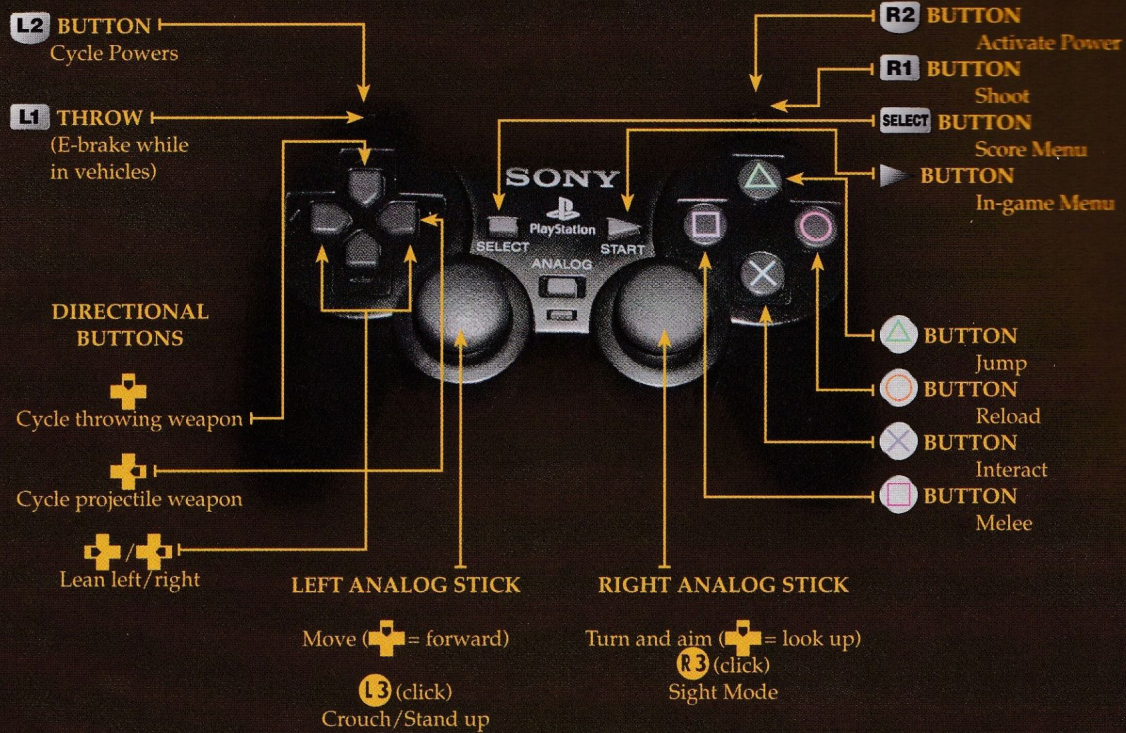 L2 BUTTON
Cycle Powers
L1 THROW
(E-brake while
in vehicles)
DIRECTIONAL
BUTTONS
Cycle throwing weapon
Cycle projectile weapon
/
Lean left/right
SONY
PlayStation
SELECT
START
ANALOG
R2 BUTTON
Activate Power
R1 BUTTON
Shoot
SELECT BUTTON
Score Menu
BUTTON
In-game Menu
BUTTON
Jump
BUTTON
Reload
BUTTON
Interact
BUTTON
Melee
LEFT ANALOG STICK
Move ( = forward)
L3 (click)
Crouch/Stand up
RIGHT ANALOG STICK
Turn and aim ( = look up)
R3 (click)
Sight Mode